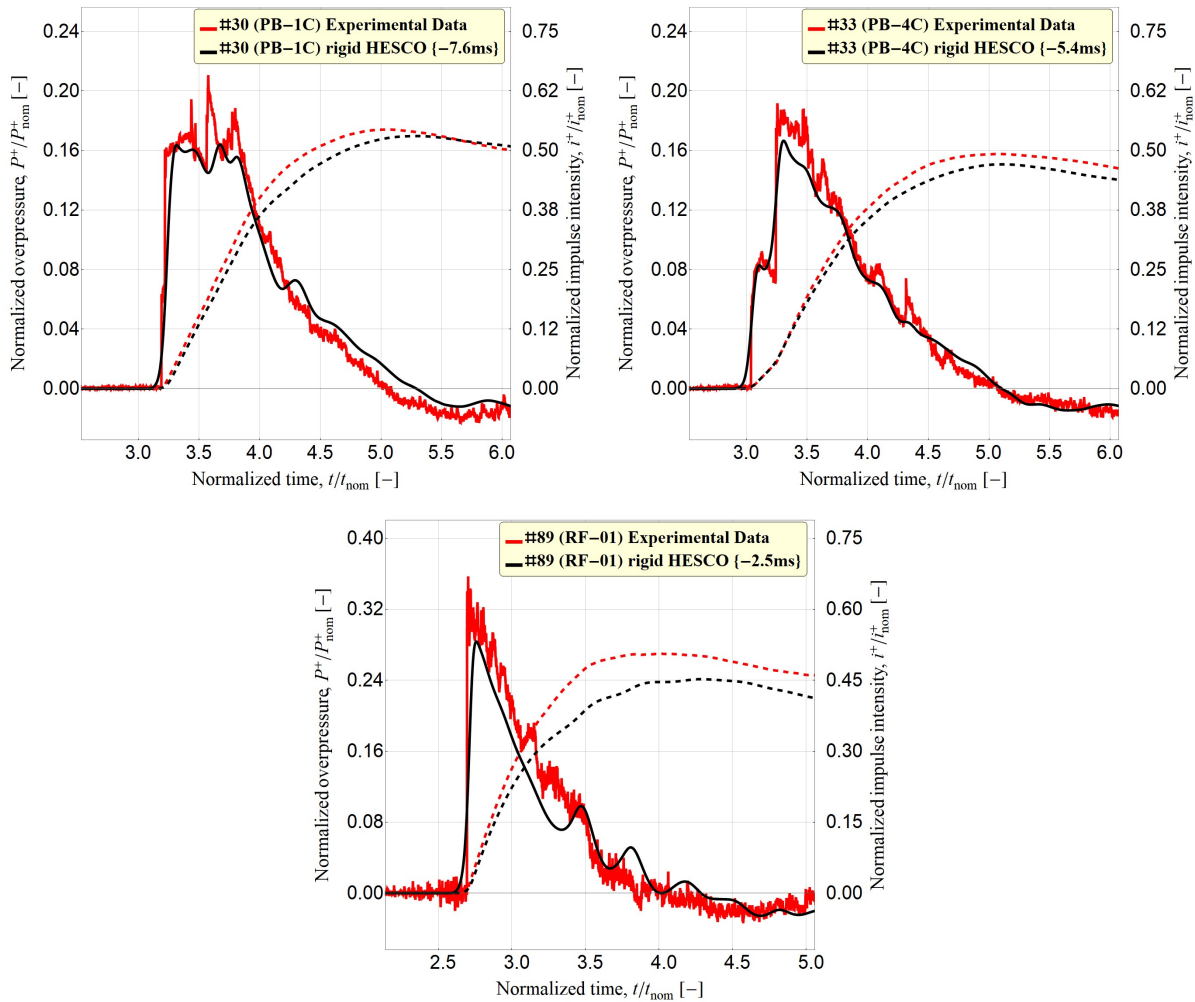 #30 (PB-1C) Experimental Data
#30 (PB-1C) rigid HESCO {-7.6ms}
Normalized overpressure, P⁺/P⁺nom [-]
0.24
0.20
0.16
0.12
0.08
0.04
0.00
0.75
0.62
0.50
0.38
0.25
0.12
0.00
Normalized impulse intensity, i⁺/i⁺nom [-]
3.0 3.5 4.0 4.5 5.0 5.5 6.0
Normalized time, t/tnom [-]
#33 (PB-4C) Experimental Data
#33 (PB-4C) rigid HESCO {-5.4ms}
Normalized overpressure, P⁺/P⁺nom [-]
0.24
0.20
0.16
0.12
0.08
0.04
0.00
0.75
0.62
0.50
0.38
0.25
0.12
0.00
Normalized impulse intensity, i⁺/i⁺nom [-]
3.0 3.5 4.0 4.5 5.0 5.5 6.0
Normalized time, t/tnom [-]
#89 (RF-01) Experimental Data
#89 (RF-01) rigid HESCO {-2.5ms}
Normalized overpressure, P⁺/P⁺nom [-]
0.40
0.32
0.24
0.16
0.08
0.00
0.75
0.60
0.45
0.30
0.15
0.00
Normalized impulse intensity, i⁺/i⁺nom [-]
2.5 3.0 3.5 4.0 4.5 5.0
Normalized time, t/tnom [-]